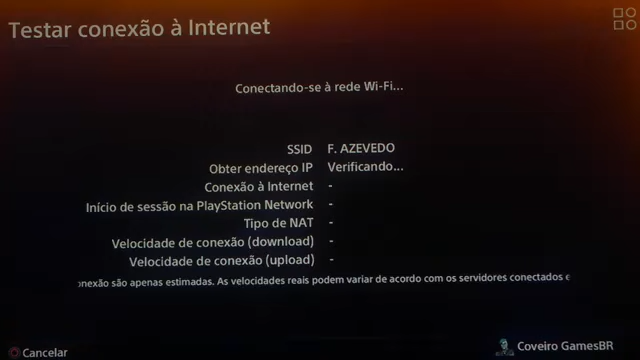 Testar conexão à Internet
Conectando-se à rede Wi-Fi...
SSID F. AZEVEDO
Obter endereço IP Verificando...
Conexão à Internet -
Início de sessão na PlayStation Network -
Tipo de NAT -
Velocidade de conexão (download) -
Velocidade de conexão (upload) -
onexão são apenas estimadas. As velocidades reais podem variar de acordo com os servidores conectados e
Cancelar
Coveiro GamesBR